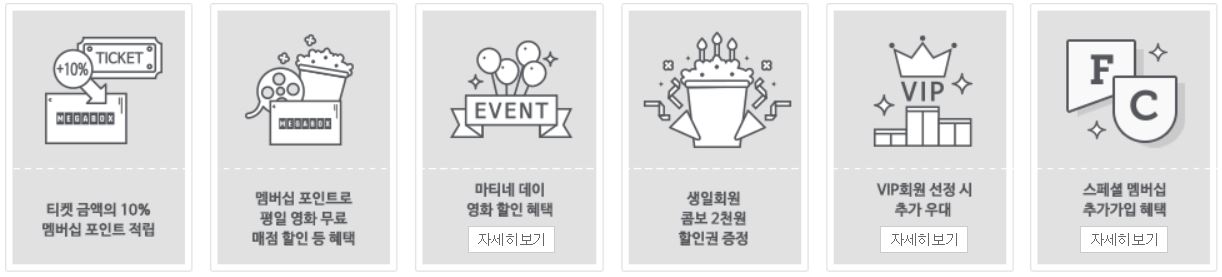 TICKET
+10%
MEGABOX
티켓 금액의 10%
멤버십 포인트 적립
MEGABOX
멤버십 포인트로
평일 영화 무료
매점 할인 등 혜택
EVENT
마티네 데이
영화 할인 혜택
자세히보기
생일회원
콤보 2천원
할인권 증정
VIP
VIP회원 선정 시
추가 우대
자세히보기
F
C
스페셜 멤버십
추가가입 혜택
자세히보기